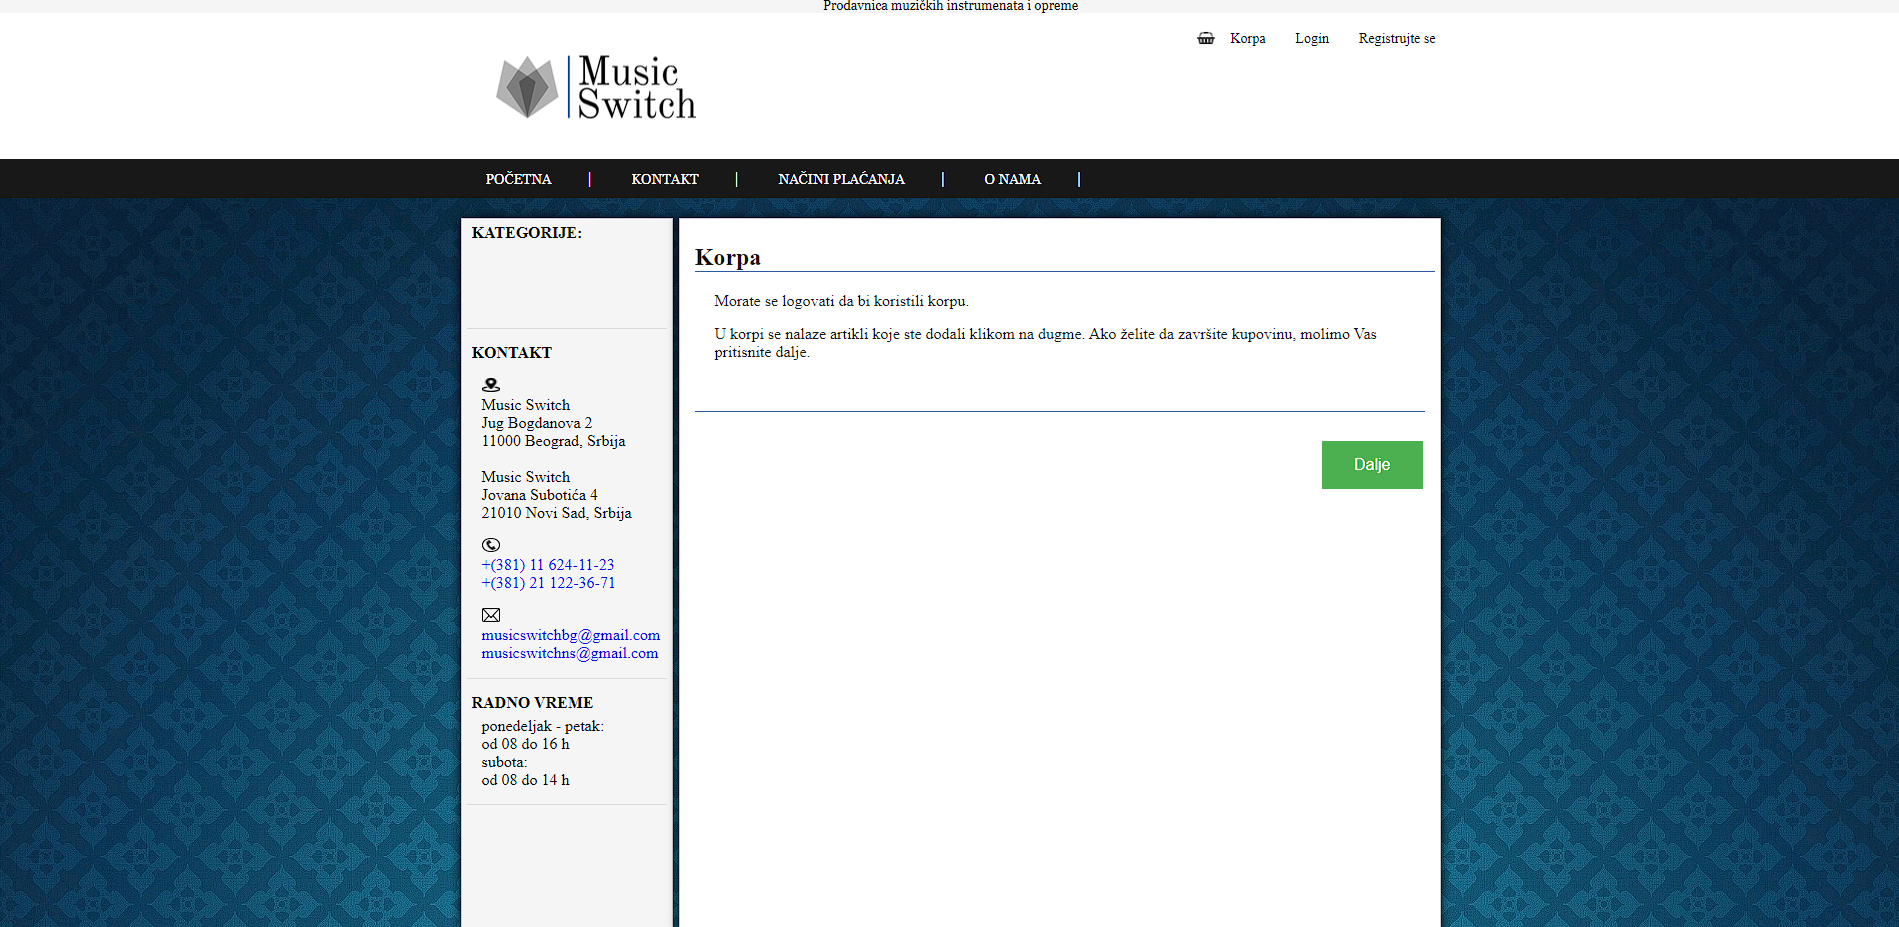 Prodavnica muzičkih instrumenata i opreme
Korpa Login Registrujte se
Music
Switch
POČETNA | KONTAKT | NAČINI PLAĆANJA | O NAMA |
KATEGORIJE:
KONTAKT
Music Switch
Jug Bogdanova 2
11000 Beograd, Srbija
Music Switch
Jovana Subotića 4
21010 Novi Sad, Srbija
+(381) 11 624-11-23
+(381) 21 122-36-71
musicswitchbg@gmail.com
musicswitchns@gmail.com
RADNO VREME
ponedeljak - petak:
od 08 do 16 h
subota:
od 08 do 14 h
Korpa
Morate se logovati da bi koristili korpu.
U korpi se nalaze artikli koje ste dodali klikom na dugme. Ako želite da završite kupovinu, molimo Vas
pritisnite dalje.
Dalje